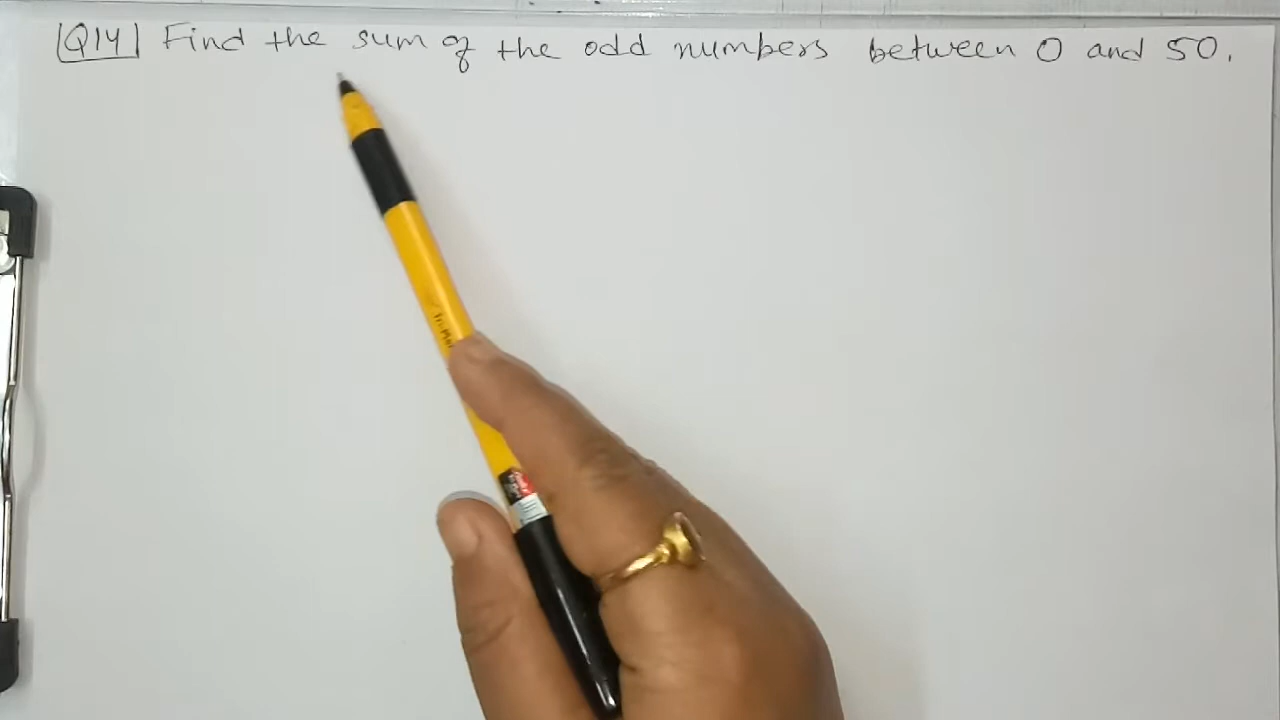 Q14 Find the sum of the odd numbers between 0 and 50.